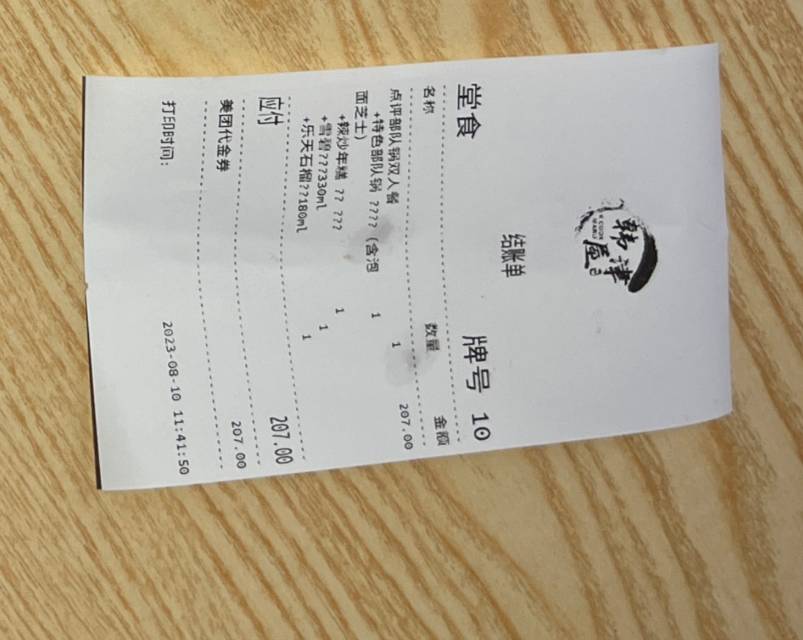 韩津屋
结账单
堂食 牌号 10
名称 数量 金额
点评部队锅双人餐 1 207.00
+特色部队锅 ???? (含泡 1
面芝士)
+辣炒年糕 ?? ??? 1
+雪碧???330ml 1
+乐天石榴??180ml 1
应付 207.00
美团代金券 207.00
打印时间: 2023-08-10 11:41:50